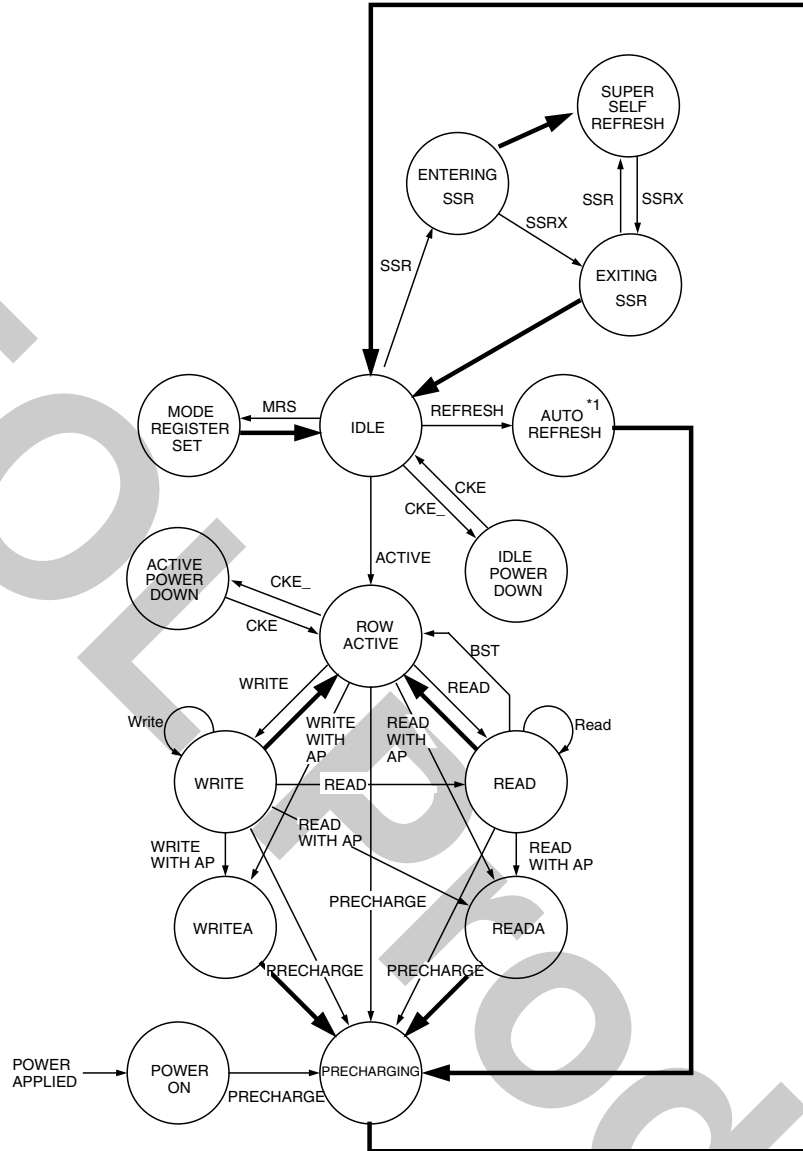 SUPER
SELF
REFRESH
ENTERING
SSR
SSRX
SSR
SSRX
SSR
EXITING
SSR
MODE
REGISTER
SET
MRS
IDLE
REFRESH
AUTO *1
REFRESH
CKE
CKE_
IDLE
POWER
DOWN
ACTIVE
ACTIVE
POWER
DOWN
CKE_
CKE
ROW
ACTIVE
BST
WRITE
READ
Write
WRITE
WITH
AP
READ
WITH
AP
Read
WRITE
READ
READ
READ
WITH AP
WRITE
WITH AP
READ
WITH AP
WRITEA
PRECHARGE
READA
PRECHARGE
PRECHARGE
POWER
APPLIED
POWER
ON
PRECHARGE
PRECHARGING